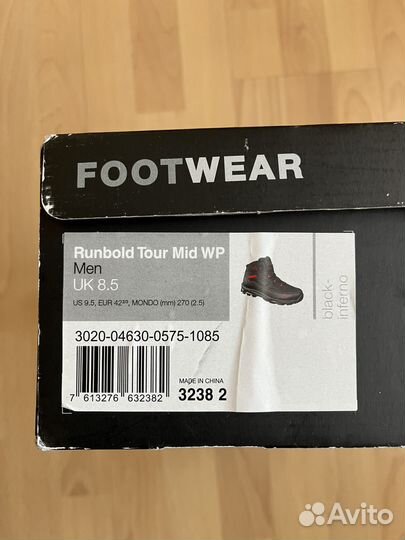 FOOTWEAR
Runbold Tour Mid WP
Men
UK 8.5
US 9.5, EUR 42⅔, MONDO (mm) 270 (2.5)
black-
inferno
3020-04630-0575-1085
MADE IN CHINA
3238 2
7 613276 632382
Avito